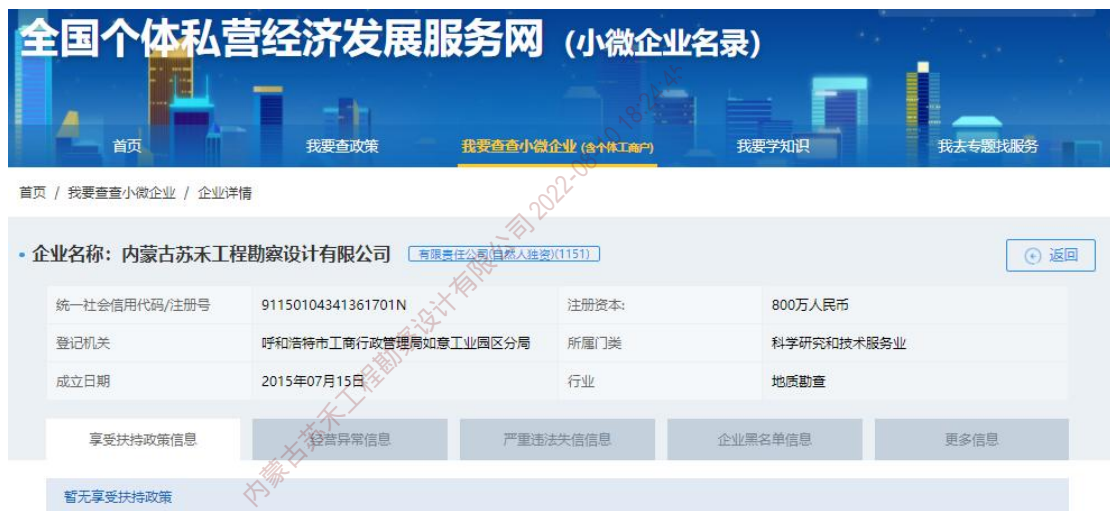 全国个体私营经济发展服务网 (小微企业名录)
首页 我要查政策 我要查查小微企业 (含个体工商户) 我要学知识 我去专题找服务
首页 / 我要查查小微企业 / 企业详情
• 企业名称: 内蒙古苏禾工程勘察设计有限公司 有限责任公司(自然人独资)(1151) 返回
统一社会信用代码/注册号 91150104341361701N 注册资本: 800万人民币
登记机关 呼和浩特市工商行政管理局如意工业园区分局 所属门类 科学研究和技术服务业
成立日期 2015年07月15日 行业 地质勘查
享受扶持政策信息 经营异常信息 严重违法失信信息 企业黑名单信息 更多信息
暂无享受扶持政策
内蒙古苏禾工程勘察设计有限公司 2022-08-10 18:24:4